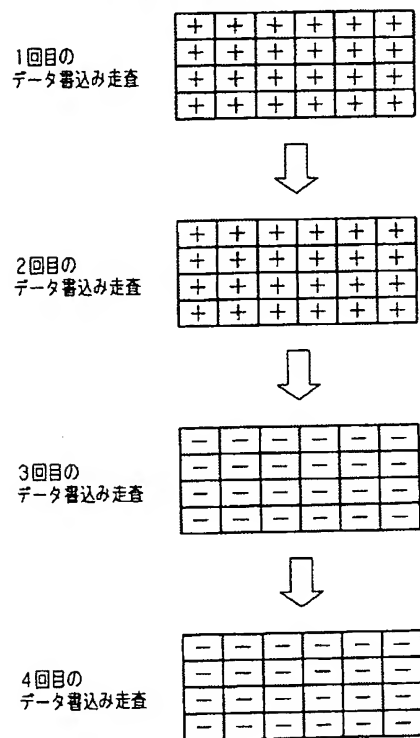 1回目の
データ書込み走査
+ + + + + +
+ + + + + +
+ + + + + +
+ + + + + +
2回目の
データ書込み走査
+ + + + + +
+ + + + + +
+ + + + + +
+ + + + + +
3回目の
データ書込み走査
− − − − − −
− − − − − −
− − − − − −
− − − − − −
4回目の
データ書込み走査
− − − − − −
− − − − − −
− − − − − −
− − − − − −